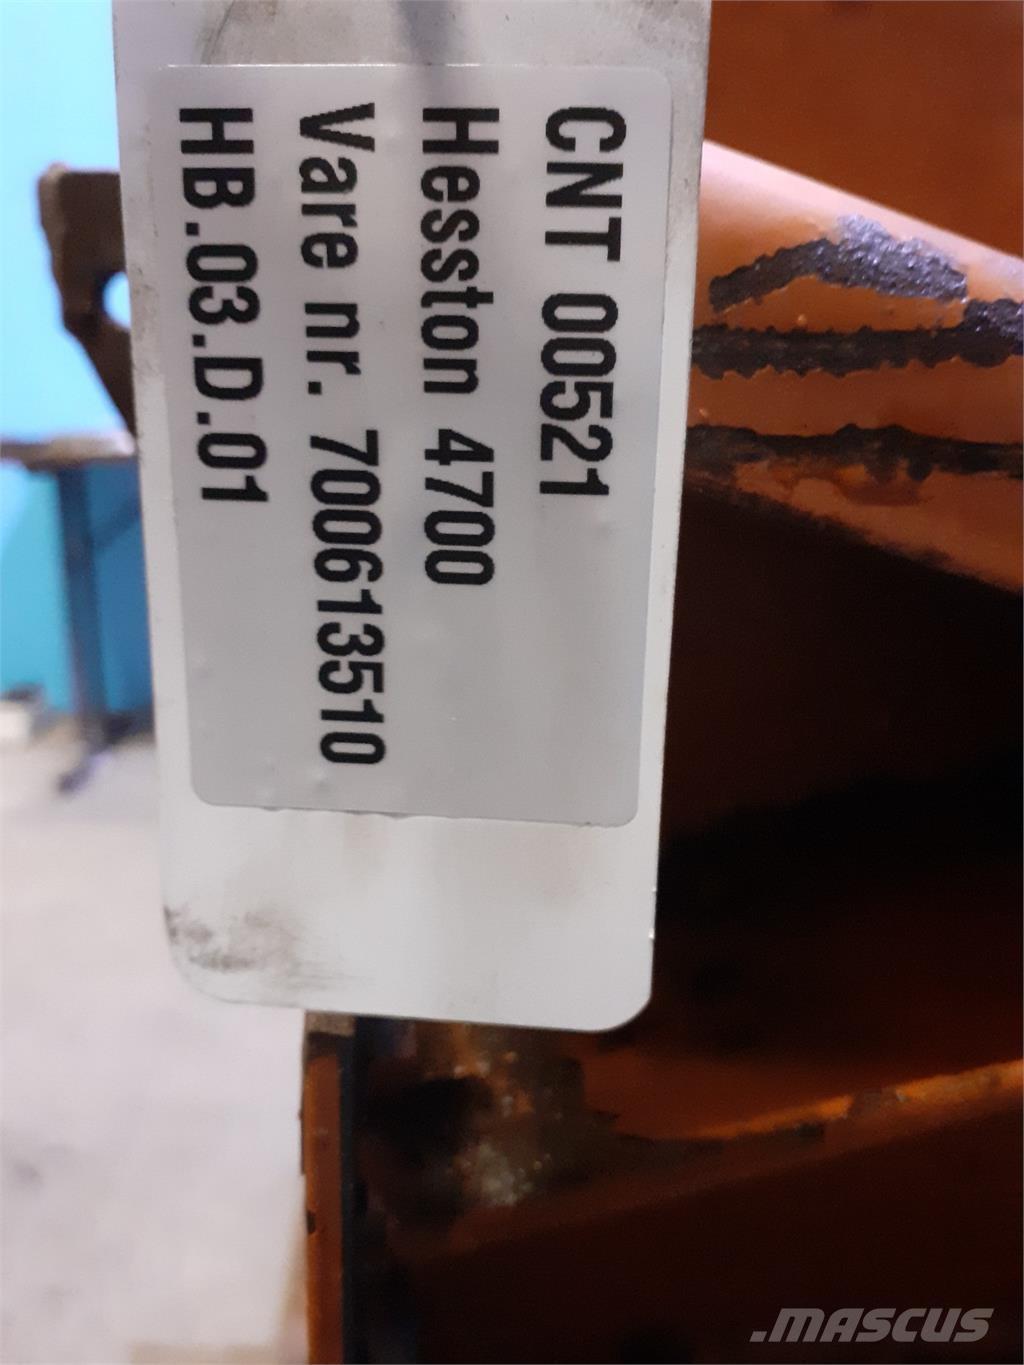 CNT 00521
Hesston 4700
Vare nr. 700613510
HB.03.D.01
.MASCUS